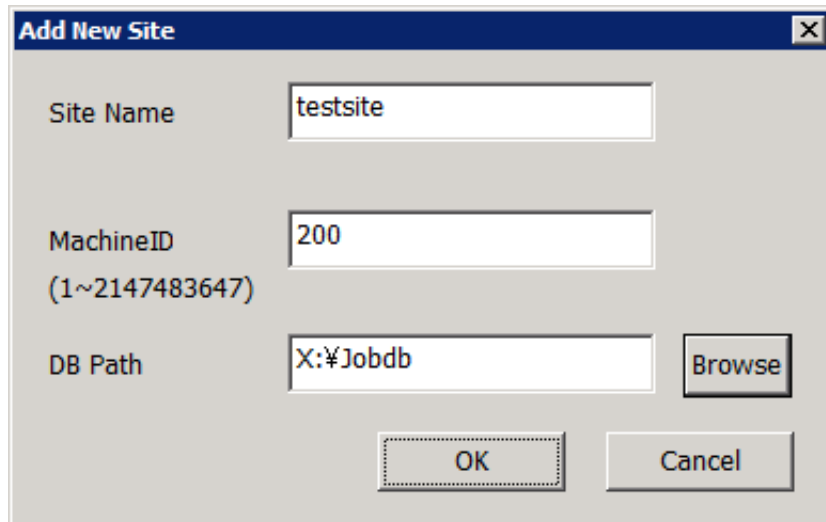 Add New Site
Site Name
testsite
MachineID
200
(1~2147483647)
DB Path
X:¥Jobdb
Browse
OK
Cancel